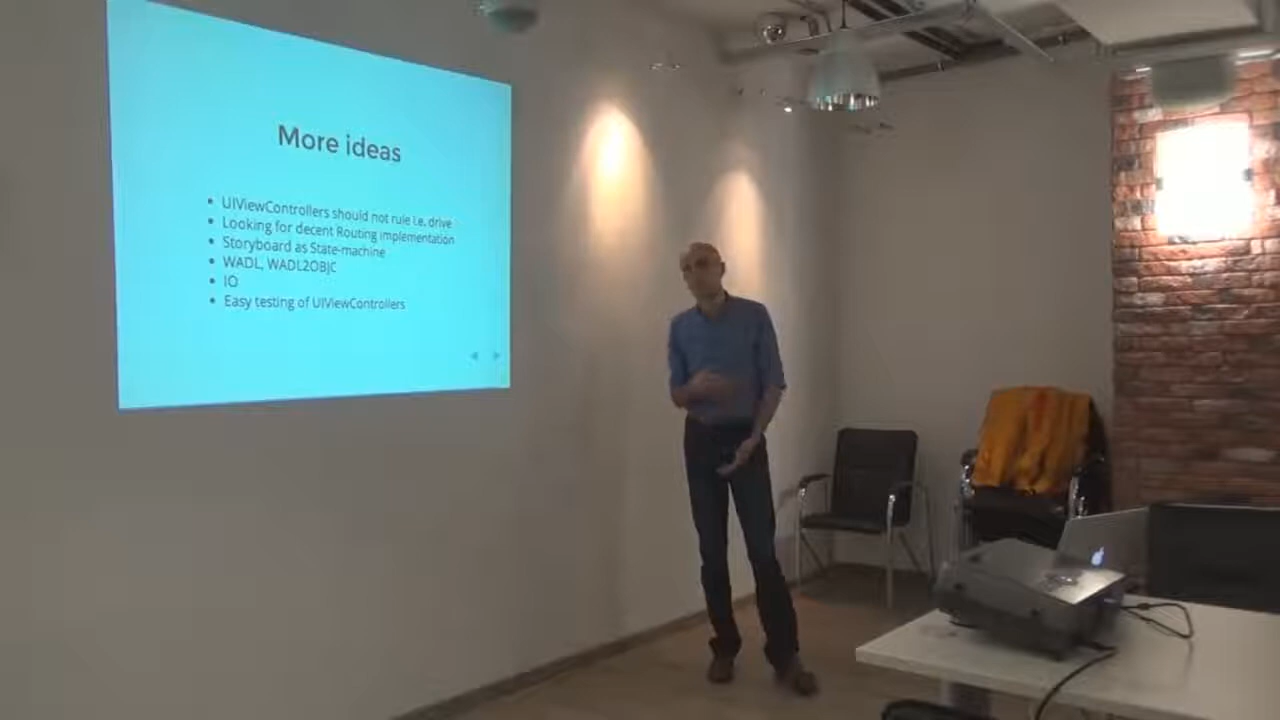 More ideas
UIViewControllers should not rule i.e. drive
Looking for decent Routing implementation
Storyboard as State-machine
WADL, WADL2OBJC
IO
Easy testing of UIViewControllers